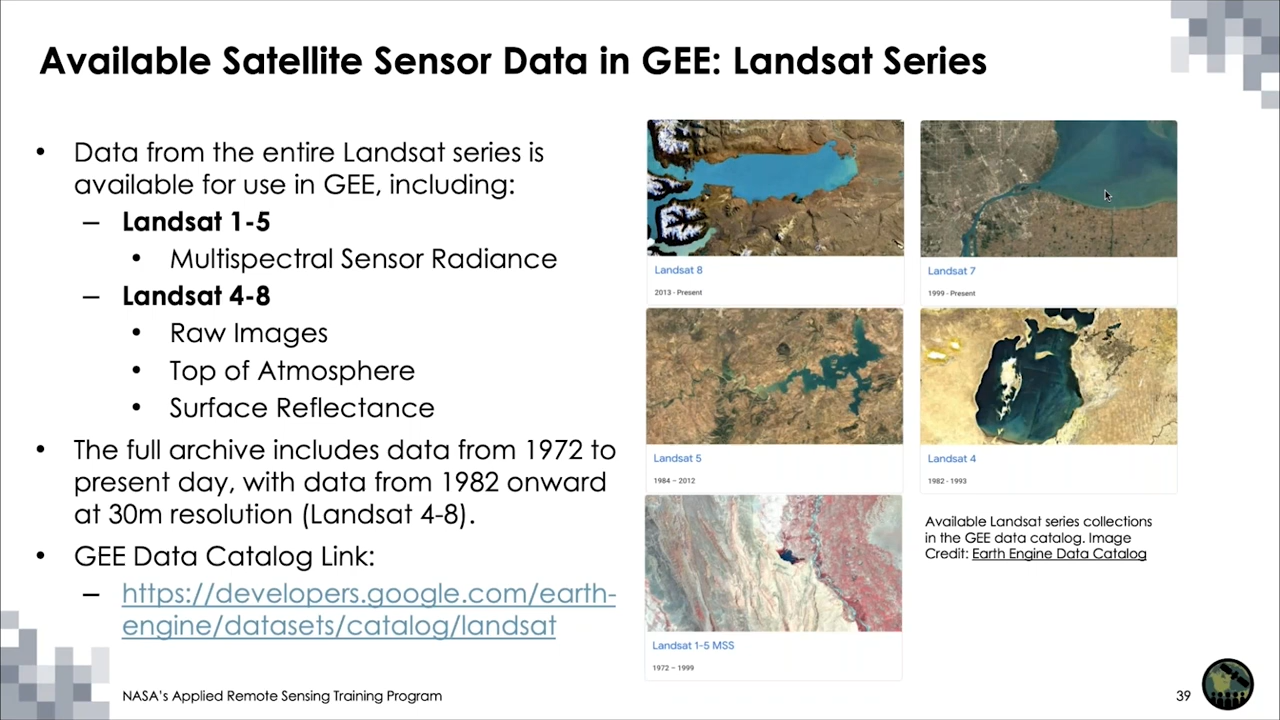 Available Satellite Sensor Data in GEE: Landsat Series
• Data from the entire Landsat series is
available for use in GEE, including:
– Landsat 1-5
• Multispectral Sensor Radiance
– Landsat 4-8
• Raw Images
• Top of Atmosphere
• Surface Reflectance
• The full archive includes data from 1972 to
present day, with data from 1982 onward
at 30m resolution (Landsat 4-8).
• GEE Data Catalog Link:
– https://developers.google.com/earth-
engine/datasets/catalog/landsat
Landsat 8
2013 - Present
Landsat 7
1999 - Present
Landsat 5
1984 – 2012
Landsat 4
1982 - 1993
Landsat 1-5 MSS
1972 – 1999
Available Landsat series collections
in the GEE data catalog. Image
Credit: Earth Engine Data Catalog
NASA's Applied Remote Sensing Training Program
39